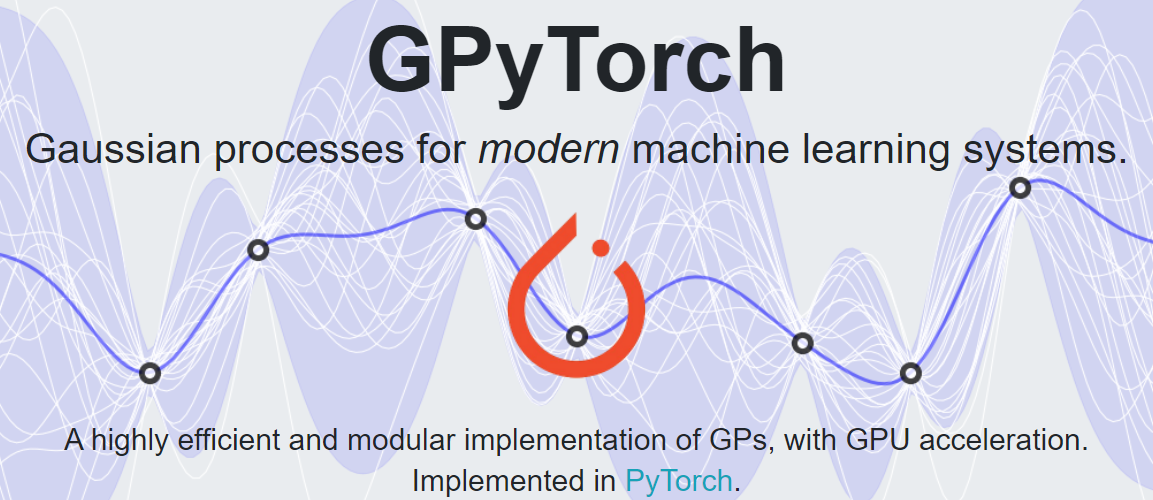 GPyTorch
Gaussian processes for modern machine learning systems.
A highly efficient and modular implementation of GPs, with GPU acceleration.
Implemented in PyTorch.